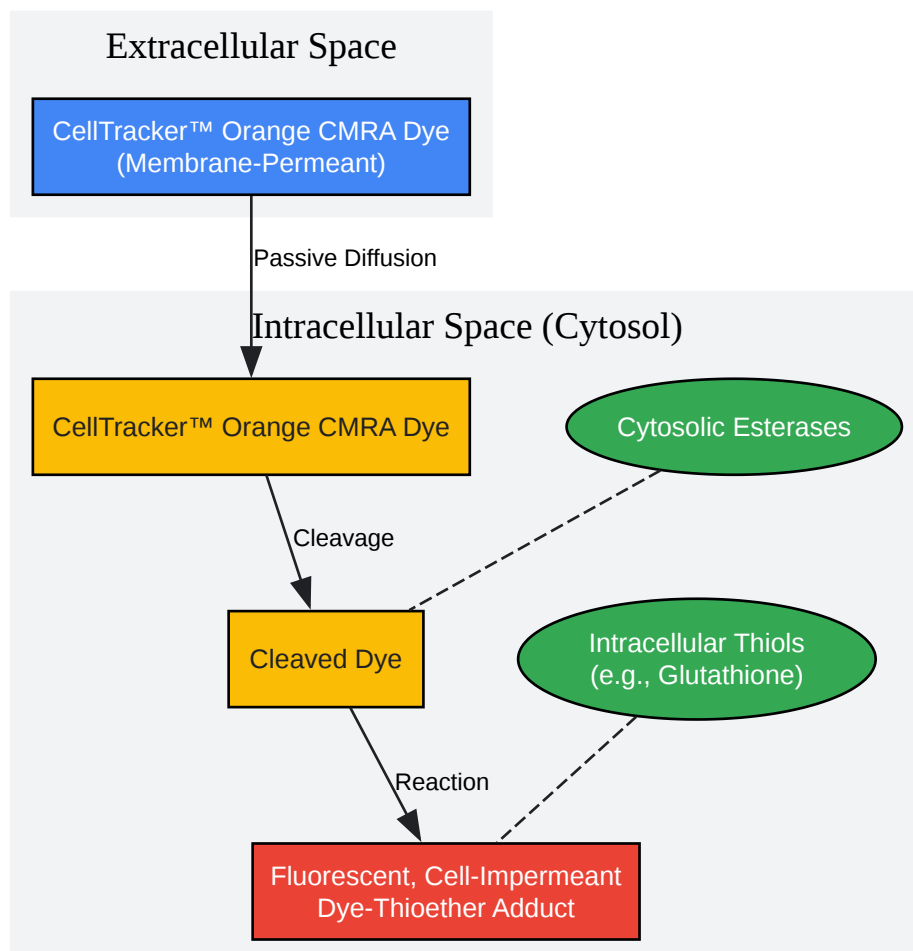 Extracellular Space
CellTracker™ Orange CMRA Dye
(Membrane-Permeant)
Passive Diffusion
Intracellular Space (Cytosol)
CellTracker™ Orange CMRA Dye
Cytosolic Esterases
Cleavage
Cleaved Dye
Intracellular Thiols
(e.g., Glutathione)
Reaction
Fluorescent, Cell-Impermeant
Dye-Thioether Adduct